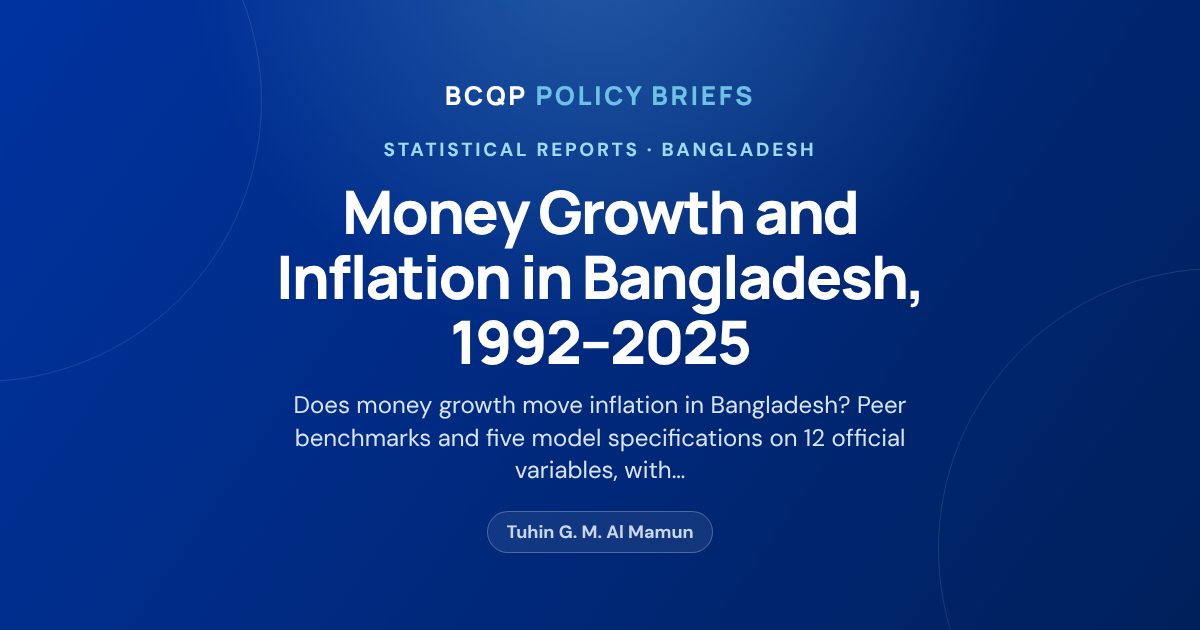 BCQP POLICY BRIEFS
STATISTICAL REPORTS · BANGLADESH
Money Growth and
Inflation in Bangladesh,
1992–2025
Does money growth move inflation in Bangladesh? Peer
benchmarks and five model specifications on 12 official
variables, with…
Tuhin G. M. Al Mamun